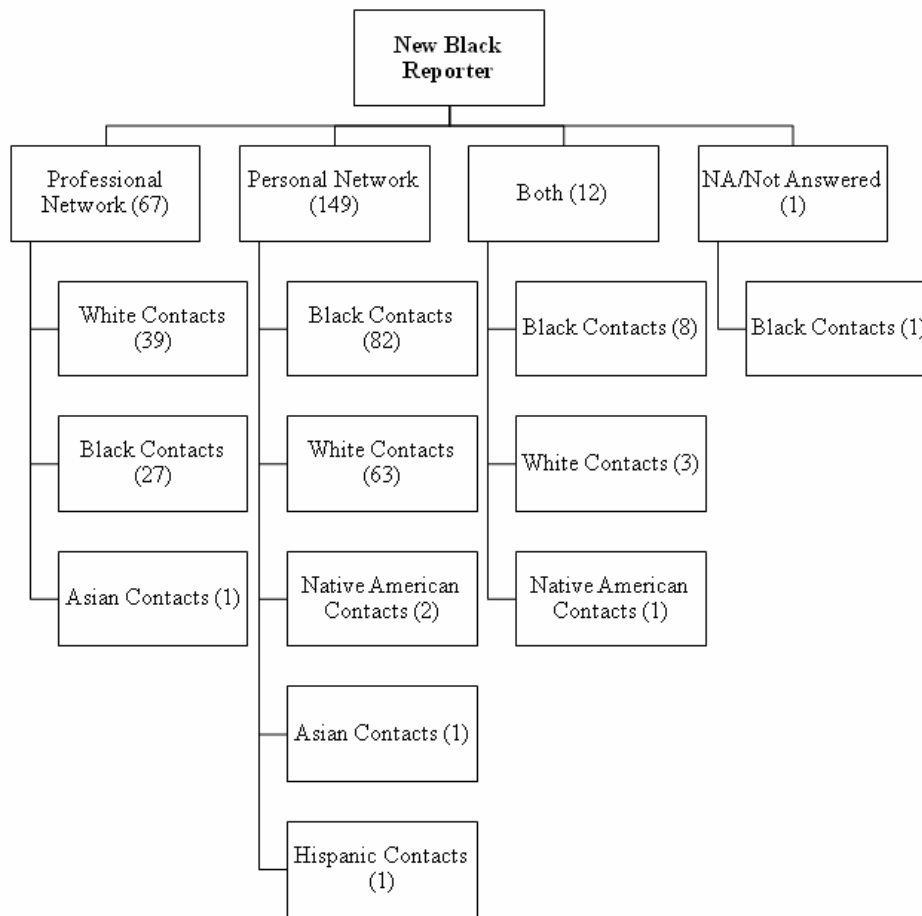 New Black
Reporter
Professional
Network (67)
Personal Network
(149)
Both (12)
NA/Not Answered
(1)
White Contacts
(39)
Black Contacts
(27)
Asian Contacts (1)
Black Contacts
(82)
White Contacts
(63)
Native American
Contacts (2)
Asian Contacts (1)
Hispanic Contacts
(1)
Black Contacts (8)
White Contacts (3)
Native American
Contacts (1)
Black Contacts (1)